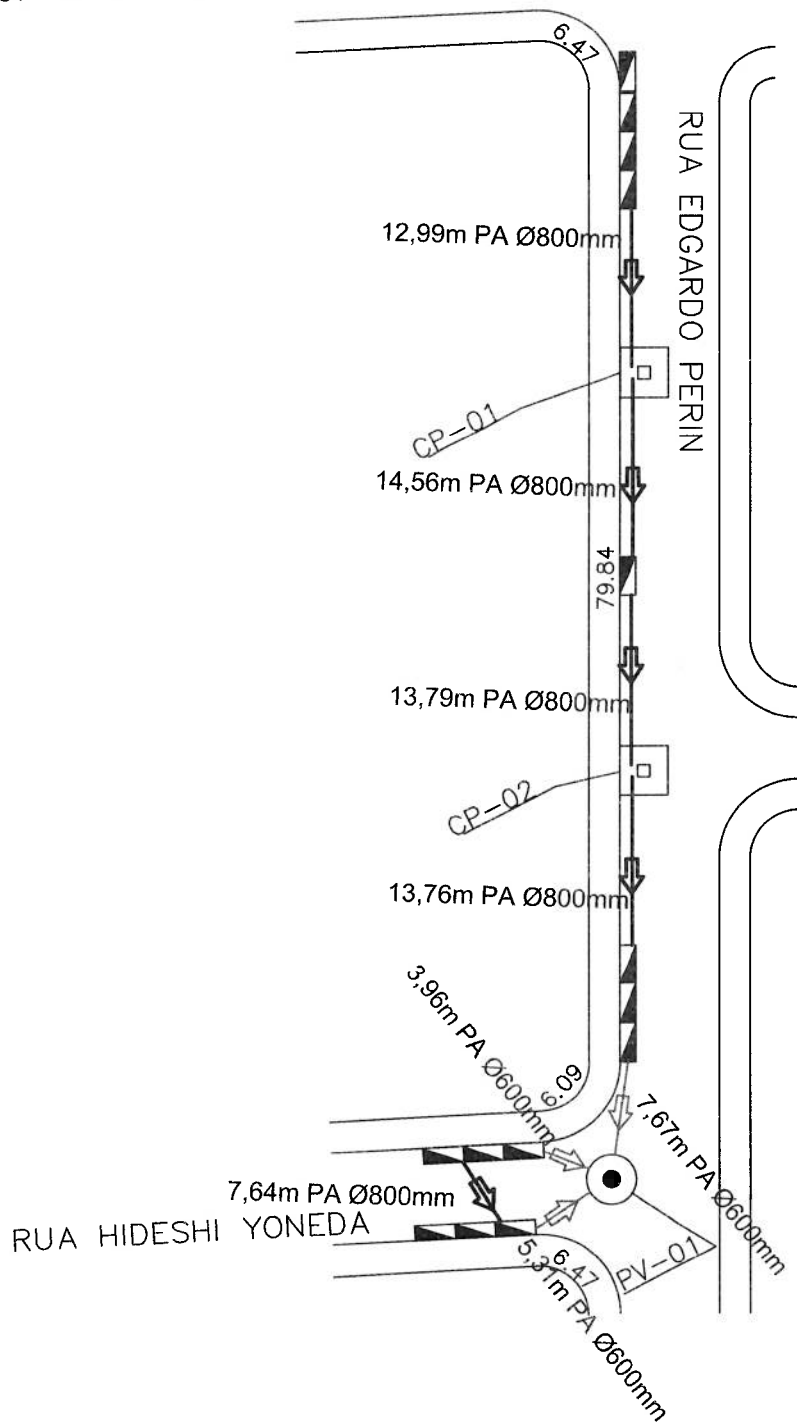 6.47
RUA EDGARDO PERIN
12,99m PA Ø800mm
CP-01
14,56m PA Ø800mm
79.84
13,79m PA Ø800mm
CP-02
13,76m PA Ø800mm
3,96m PA Ø600mm
6.09
7,67m PA Ø600mm
7,64m PA Ø800mm
RUA HIDESHI YONEDA
5,31m PA Ø600mm
6.47
PV-01